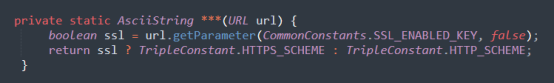 private static AsciiString ***(URL url) {
boolean ssl = url.getParameter(CommonConstants.SSL_ENABLED_KEY, false);
return ssl ? TripleConstant.HTTPS_SCHEME : TripleConstant.HTTP_SCHEME;
}